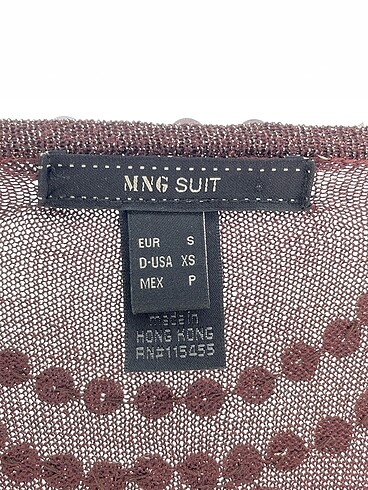 MNG SUIT
EUR S
D-USA XS
MEX P
made in
HONG KONG
RN#115455